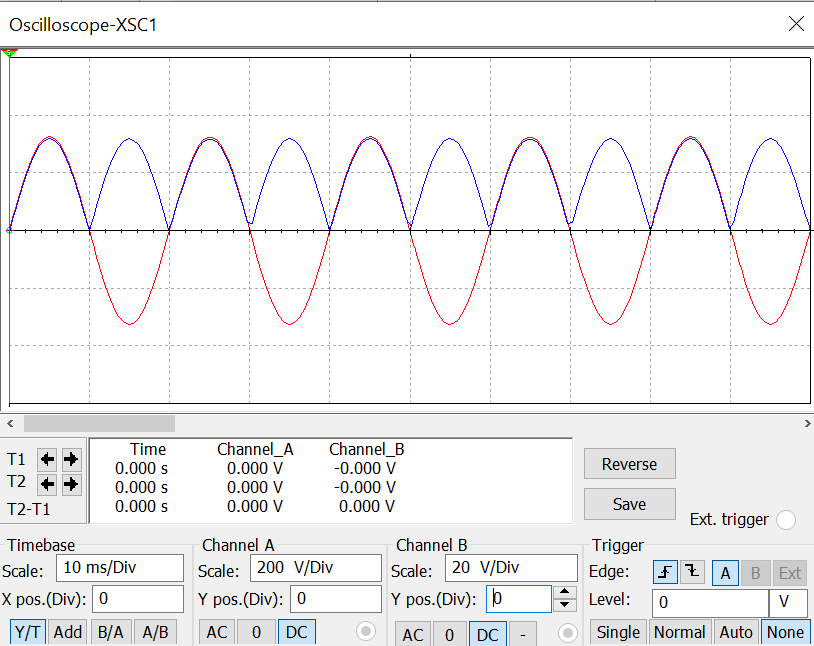 Oscilloscope-XSC1
Time Channel_A Channel_B
T1 0.000 s 0.000 V -0.000 V
T2 0.000 s 0.000 V -0.000 V
T2-T1 0.000 s 0.000 V 0.000 V
Reverse
Save
Ext. trigger
Timebase
Scale: 10 ms/Div
X pos.(Div): 0
Y/T Add B/A A/B
Channel A
Scale: 200 V/Div
Y pos.(Div): 0
AC 0 DC
Channel B
Scale: 20 V/Div
Y pos.(Div): 0
AC 0 DC -
Trigger
Edge: A B Ext
Level: 0 V
Single Normal Auto None